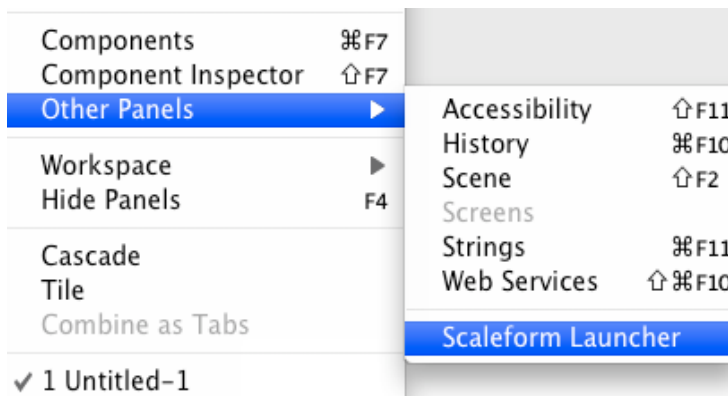 Components ⌘F7
Component Inspector ⇧F7
Other Panels ▶
Workspace ▶
Hide Panels F4
Cascade
Tile
Combine as Tabs
✓ 1 Untitled-1
Accessibility ⇧F11
History ⌘F10
Scene ⇧F2
Screens
Strings ⌘F11
Web Services ⇧⌘F10
Scaleform Launcher